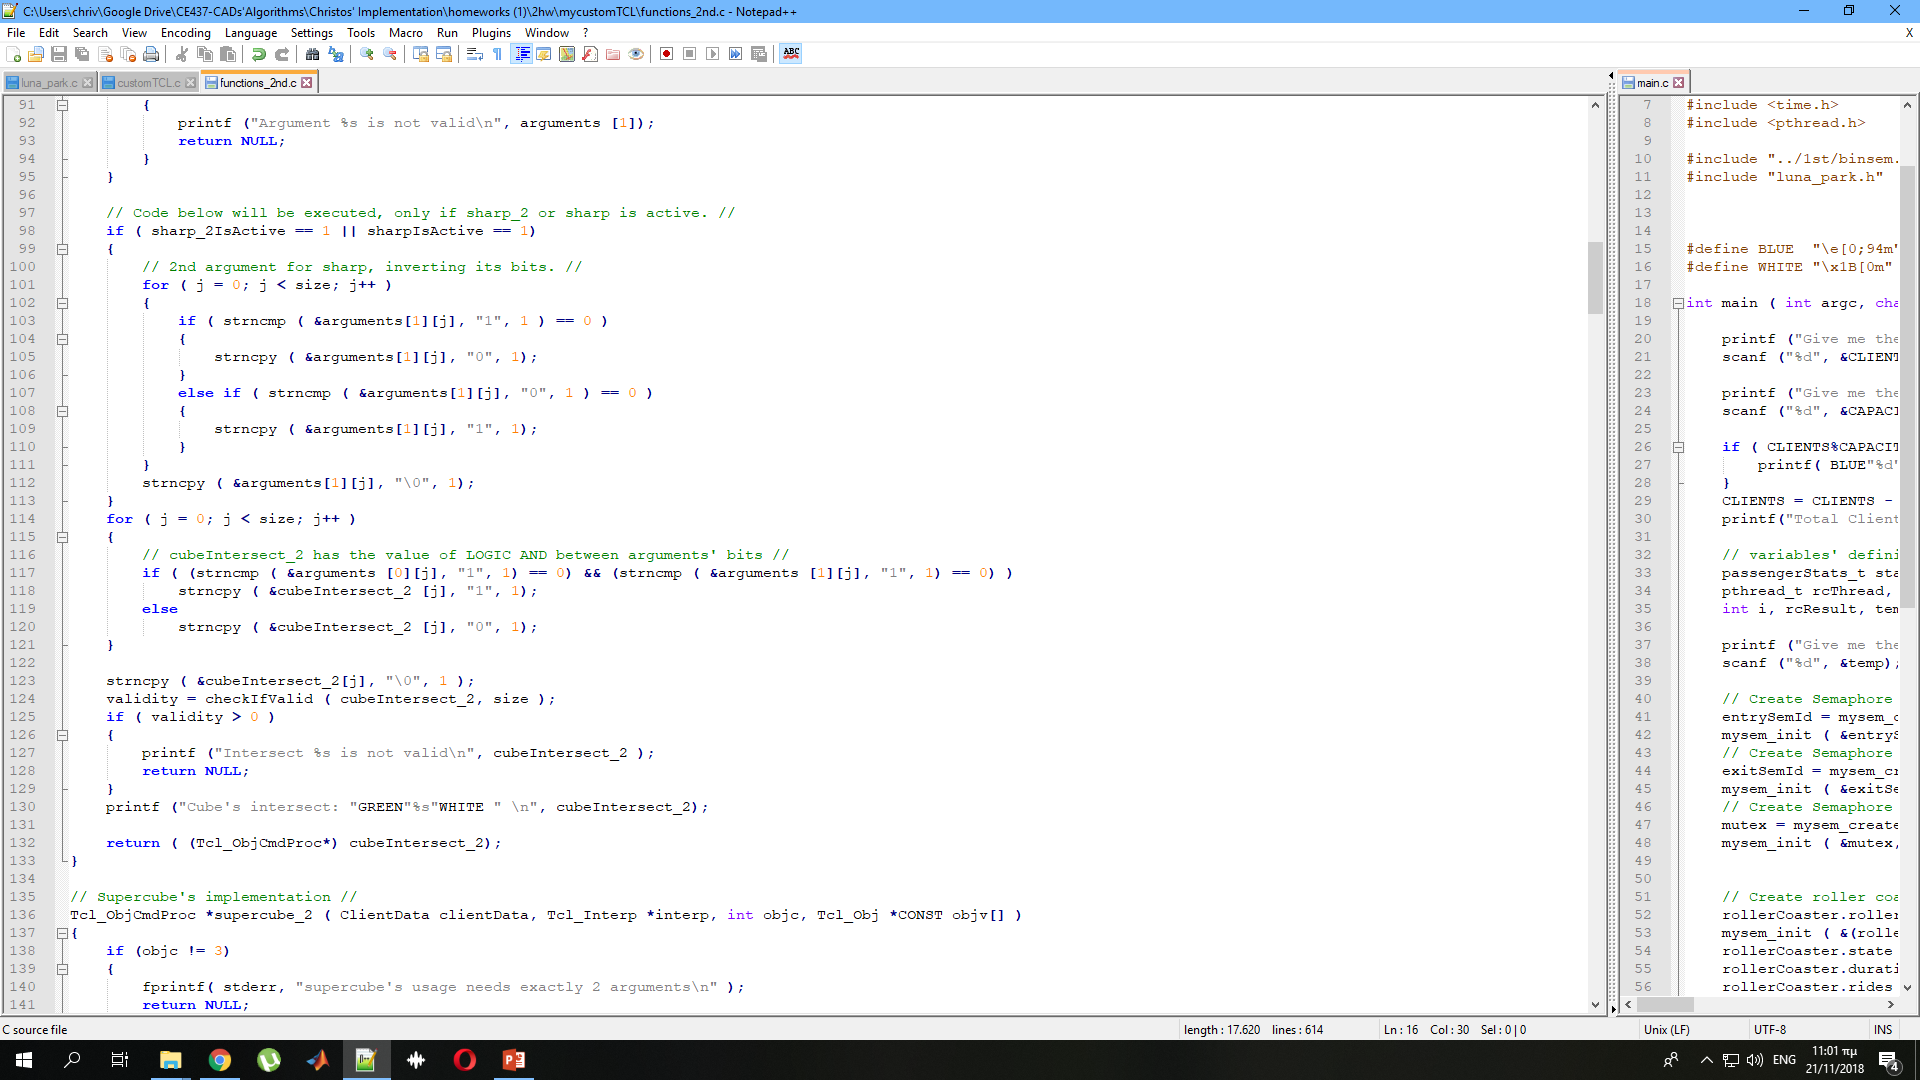 C:\Users\chriv\Google Drive\CE437-CADs'Algorithms\Christos' Implementation\homeworks (1)\2hw\mycustomTCL\functions_2nd.c - Notepad++
File Edit Search View Encoding Language Settings Tools Macro Run Plugins Window ? X
luna_park.c customTCL.c functions_2nd.c
91 {
92 printf ("Argument %s is not valid\n", arguments [1]);
93 return NULL;
94 }
95 }
96
97 // Code below will be executed, only if sharp_2 or sharp is active. //
98 if ( sharp_2IsActive == 1 || sharpIsActive == 1)
99 {
100 // 2nd argument for sharp, inverting its bits. //
101 for ( j = 0; j < size; j++ )
102 {
103 if ( strncmp ( &arguments[1][j], "1", 1 ) == 0 )
104 {
105 strncpy ( &arguments[1][j], "0", 1);
106 }
107 else if ( strncmp ( &arguments[1][j], "0", 1 ) == 0 )
108 {
109 strncpy ( &arguments[1][j], "1", 1);
110 }
111 }
112 strncpy ( &arguments[1][j], "\0", 1);
113 }
114 for ( j = 0; j < size; j++ )
115 {
116 // cubeIntersect_2 has the value of LOGIC AND between arguments' bits //
117 if ( (strncmp ( &arguments [0][j], "1", 1) == 0) && (strncmp ( &arguments [1][j], "1", 1) == 0) )
118 strncpy ( &cubeIntersect_2 [j], "1", 1);
119 else
120 strncpy ( &cubeIntersect_2 [j], "0", 1);
121 }
122
123 strncpy ( &cubeIntersect_2[j], "\0", 1 );
124 validity = checkIfValid ( cubeIntersect_2, size );
125 if ( validity > 0 )
126 {
127 printf ("Intersect %s is not valid\n", cubeIntersect_2 );
128 return NULL;
129 }
130 printf ("Cube's intersect: "GREEN"%s"WHITE " \n", cubeIntersect_2);
131
132 return ( (Tcl_ObjCmdProc*) cubeIntersect_2);
133 }
134
135 // Supercube's implementation //
136 Tcl_ObjCmdProc *supercube_2 ( ClientData clientData, Tcl_Interp *interp, int objc, Tcl_Obj *CONST objv[] )
137 {
138 if (objc != 3)
139 {
140 fprintf( stderr, "supercube's usage needs exactly 2 arguments\n" );
141 return NULL;
main.c
7 #include <time.h>
8 #include <pthread.h>
9
10 #include "../1st/binsem.
11 #include "luna_park.h"
12
13
14
15 #define BLUE "\e[0;94m"
16 #define WHITE "\x1B[0m"
17
18 int main ( int argc, cha
19
20 printf ("Give me the
21 scanf ("%d", &CLIENT
22
23 printf ("Give me the
24 scanf ("%d", &CAPACI
25
26 if ( CLIENTS%CAPACIT
27 printf( BLUE"%d"
28 }
29 CLIENTS = CLIENTS -
30 printf("Total Client
31
32 // variables' defini
33 passengerStats_t sta
34 pthread_t rcThread,
35 int i, rcResult, tem
36
37 printf ("Give me the
38 scanf ("%d", &temp);
39
40 // Create Semaphore
41 entrySemId = mysem_c
42 mysem_init ( &entryS
43 // Create Semaphore
44 exitSemId = mysem_cr
45 mysem_init ( &exitSe
46 // Create Semaphore
47 mutex = mysem_create
48 mysem_init ( &mutex,
49
50
51 // Create roller coa
52 rollerCoaster.roller
53 mysem_init ( &(rolle
54 rollerCoaster.state
55 rollerCoaster.durati
56 rollerCoaster.rides
C source file length : 17.620 lines : 614 Ln : 16 Col : 30 Sel : 0 | 0 Unix (LF) UTF-8 INS
ENG 11:01 πμ
21/11/2018
4